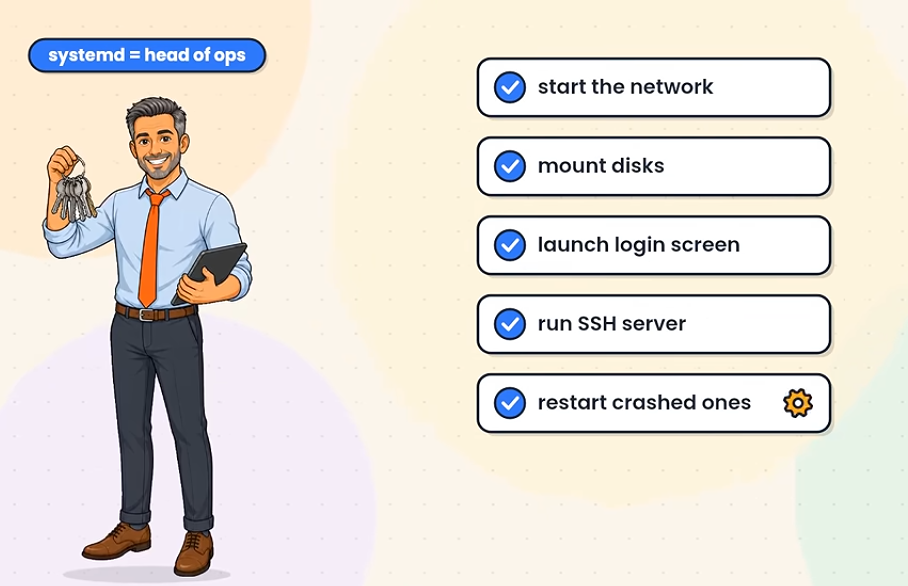 systemd = head of ops
start the network
mount disks
launch login screen
run SSH server
restart crashed ones